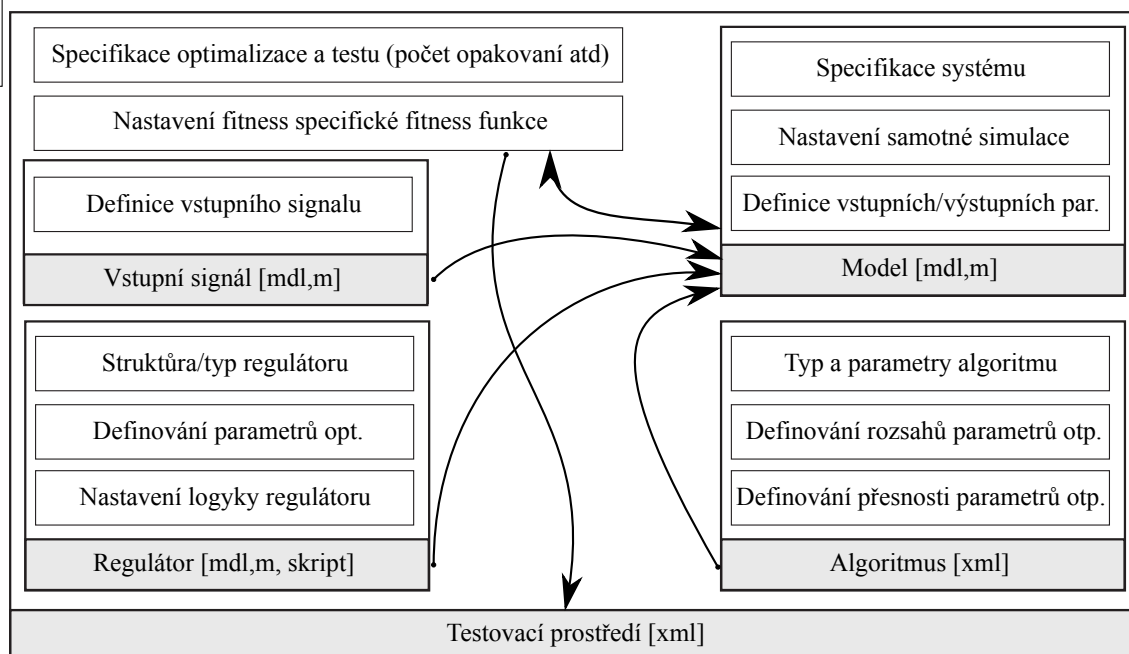 Specifikace optimalizace a testu (počet opakovaní atd)
Nastavení fitness specifické fitness funkce
Definice vstupního signalu
Vstupní signál [mdl,m]
Struktůra/typ regulátoru
Definování parametrů opt.
Nastavení logyky regulátoru
Regulátor [mdl,m, skript]
Specifikace systému
Nastavení samotné simulace
Definice vstupních/výstupních par.
Model [mdl,m]
Typ a parametry algoritmu
Definování rozsahů parametrů otp.
Definování přesnosti parametrů otp.
Algoritmus [xml]
Testovací prostředí [xml]